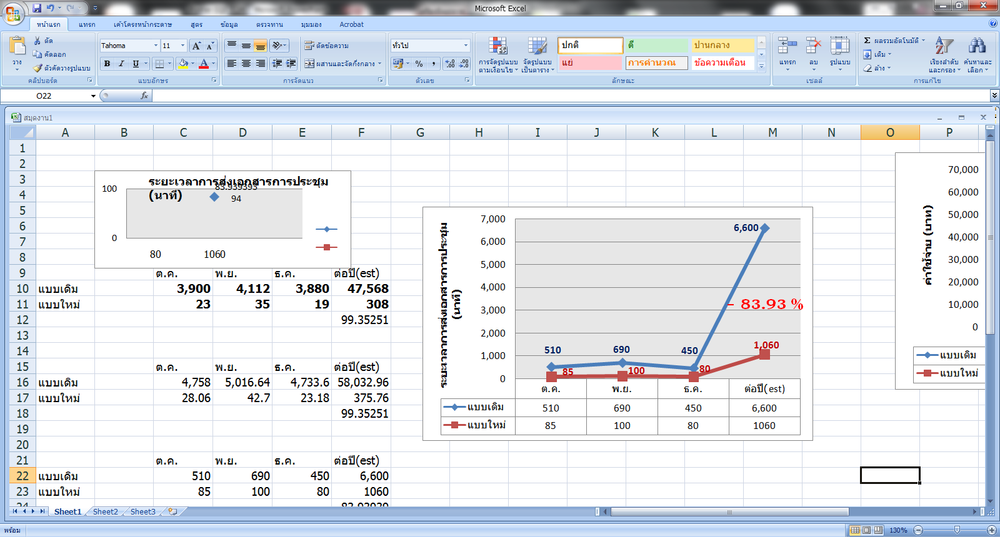 Microsoft Excel
หน้าแรก แทรก เค้าโครงหน้ากระดาษ สูตร ข้อมูล ตรวจทาน มุมมอง Acrobat
วาง
ตัด
คัดลอก
ตัวคัดวางรูปแบบ
คลิปบอร์ด
Tahoma 11
B I U
แบบอักษร
ตัดข้อความ
ผสานและจัดกึ่งกลาง
การจัดแนว
ทั่วไป
ตัวเลข
การจัดรูปแบบ
ตามเงื่อนไข
จัดรูปแบบ
เป็นตาราง
ปกติ ดี ปานกลาง
แย่ การคำนวณ ข้อความเตือน
ลักษณะ
แทรก ลบ รูปแบบ
เซลล์
Σ ผลรวมอัตโนมัติ
เติม
ล้าง
เรียงลำดับ
และกรอง
ค้นหาและ
เลือก
การแก้ไข
O22 fx
สมุดงาน1
A B C D E F G H I J K L M N O P
1
2
3
4
5
6
7
8
9 ต.ค. พ.ย. ธ.ค. ต่อปี(est)
10 แบบเดิม 3,900 4,112 3,880 47,568
11 แบบใหม่ 23 35 19 308
12 99.35251
13
14
15 ต.ค. พ.ย. ธ.ค. ต่อปี(est)
16 แบบเดิม 4,758 5,016.64 4,733.6 58,032.96
17 แบบใหม่ 28.06 42.7 23.18 375.76
18 99.35251
19
20
21 ต.ค. พ.ย. ธ.ค. ต่อปี(est)
22 แบบเดิม 510 690 450 6,600
23 แบบใหม่ 85 100 80 1060
24 83.93939
ระยะเวลาการส่งเอกสารการประชุม
(นาที)
83.939393
94
100
0
80 1060
ระยะเวลาการส่งเอกสารการประชุม
(นาที)
7,000
6,000
5,000
4,000
3,000
2,000
1,000
0
6,600
- 83.93 %
510 690 450 1,060
85 100 80
ต.ค. พ.ย. ธ.ค. ต่อปี(est)
แบบเดิม 510 690 450 6,600
แบบใหม่ 85 100 80 1060
ค่าใช้จ่าย (บาท)
70,000
60,000
50,000
40,000
30,000
20,000
10,000
0
แบบเดิม
แบบใหม่
Sheet1 Sheet2 Sheet3
พร้อม 130%